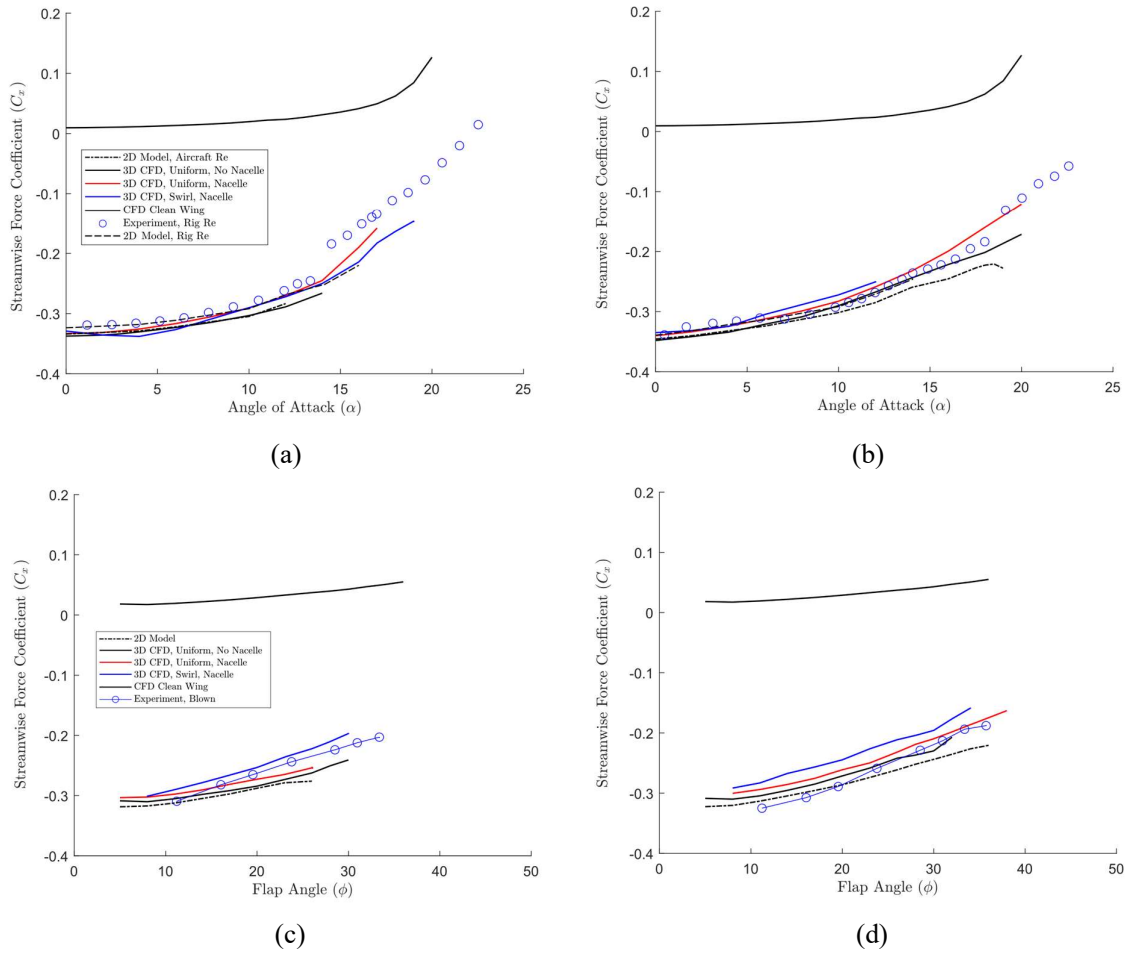 0.2
0.1
0
-0.1
-0.2
-0.3
-0.4
Streamwise Force Coefficient (Cₓ)
2D Model, Aircraft Re
3D CFD, Uniform, No Nacelle
3D CFD, Uniform, Nacelle
3D CFD, Swirl, Nacelle
CFD Clean Wing
Experiment, Rig Re
2D Model, Rig Re
0 5 10 15 20 25
Angle of Attack (α)
(a)
0.2
0.1
0
-0.1
-0.2
-0.3
-0.4
Streamwise Force Coefficient (Cₓ)
0 5 10 15 20 25
Angle of Attack (α)
(b)
0.2
0.1
0
-0.1
-0.2
-0.3
-0.4
Streamwise Force Coefficient (Cₓ)
2D Model
3D CFD, Uniform, No Nacelle
3D CFD, Uniform, Nacelle
3D CFD, Swirl, Nacelle
CFD Clean Wing
Experiment, Blown
0 10 20 30 40 50
Flap Angle (ϕ)
(c)
0.2
0.1
0
-0.1
-0.2
-0.3
-0.4
Streamwise Force Coefficient (Cₓ)
0 10 20 30 40 50
Flap Angle (ϕ)
(d)